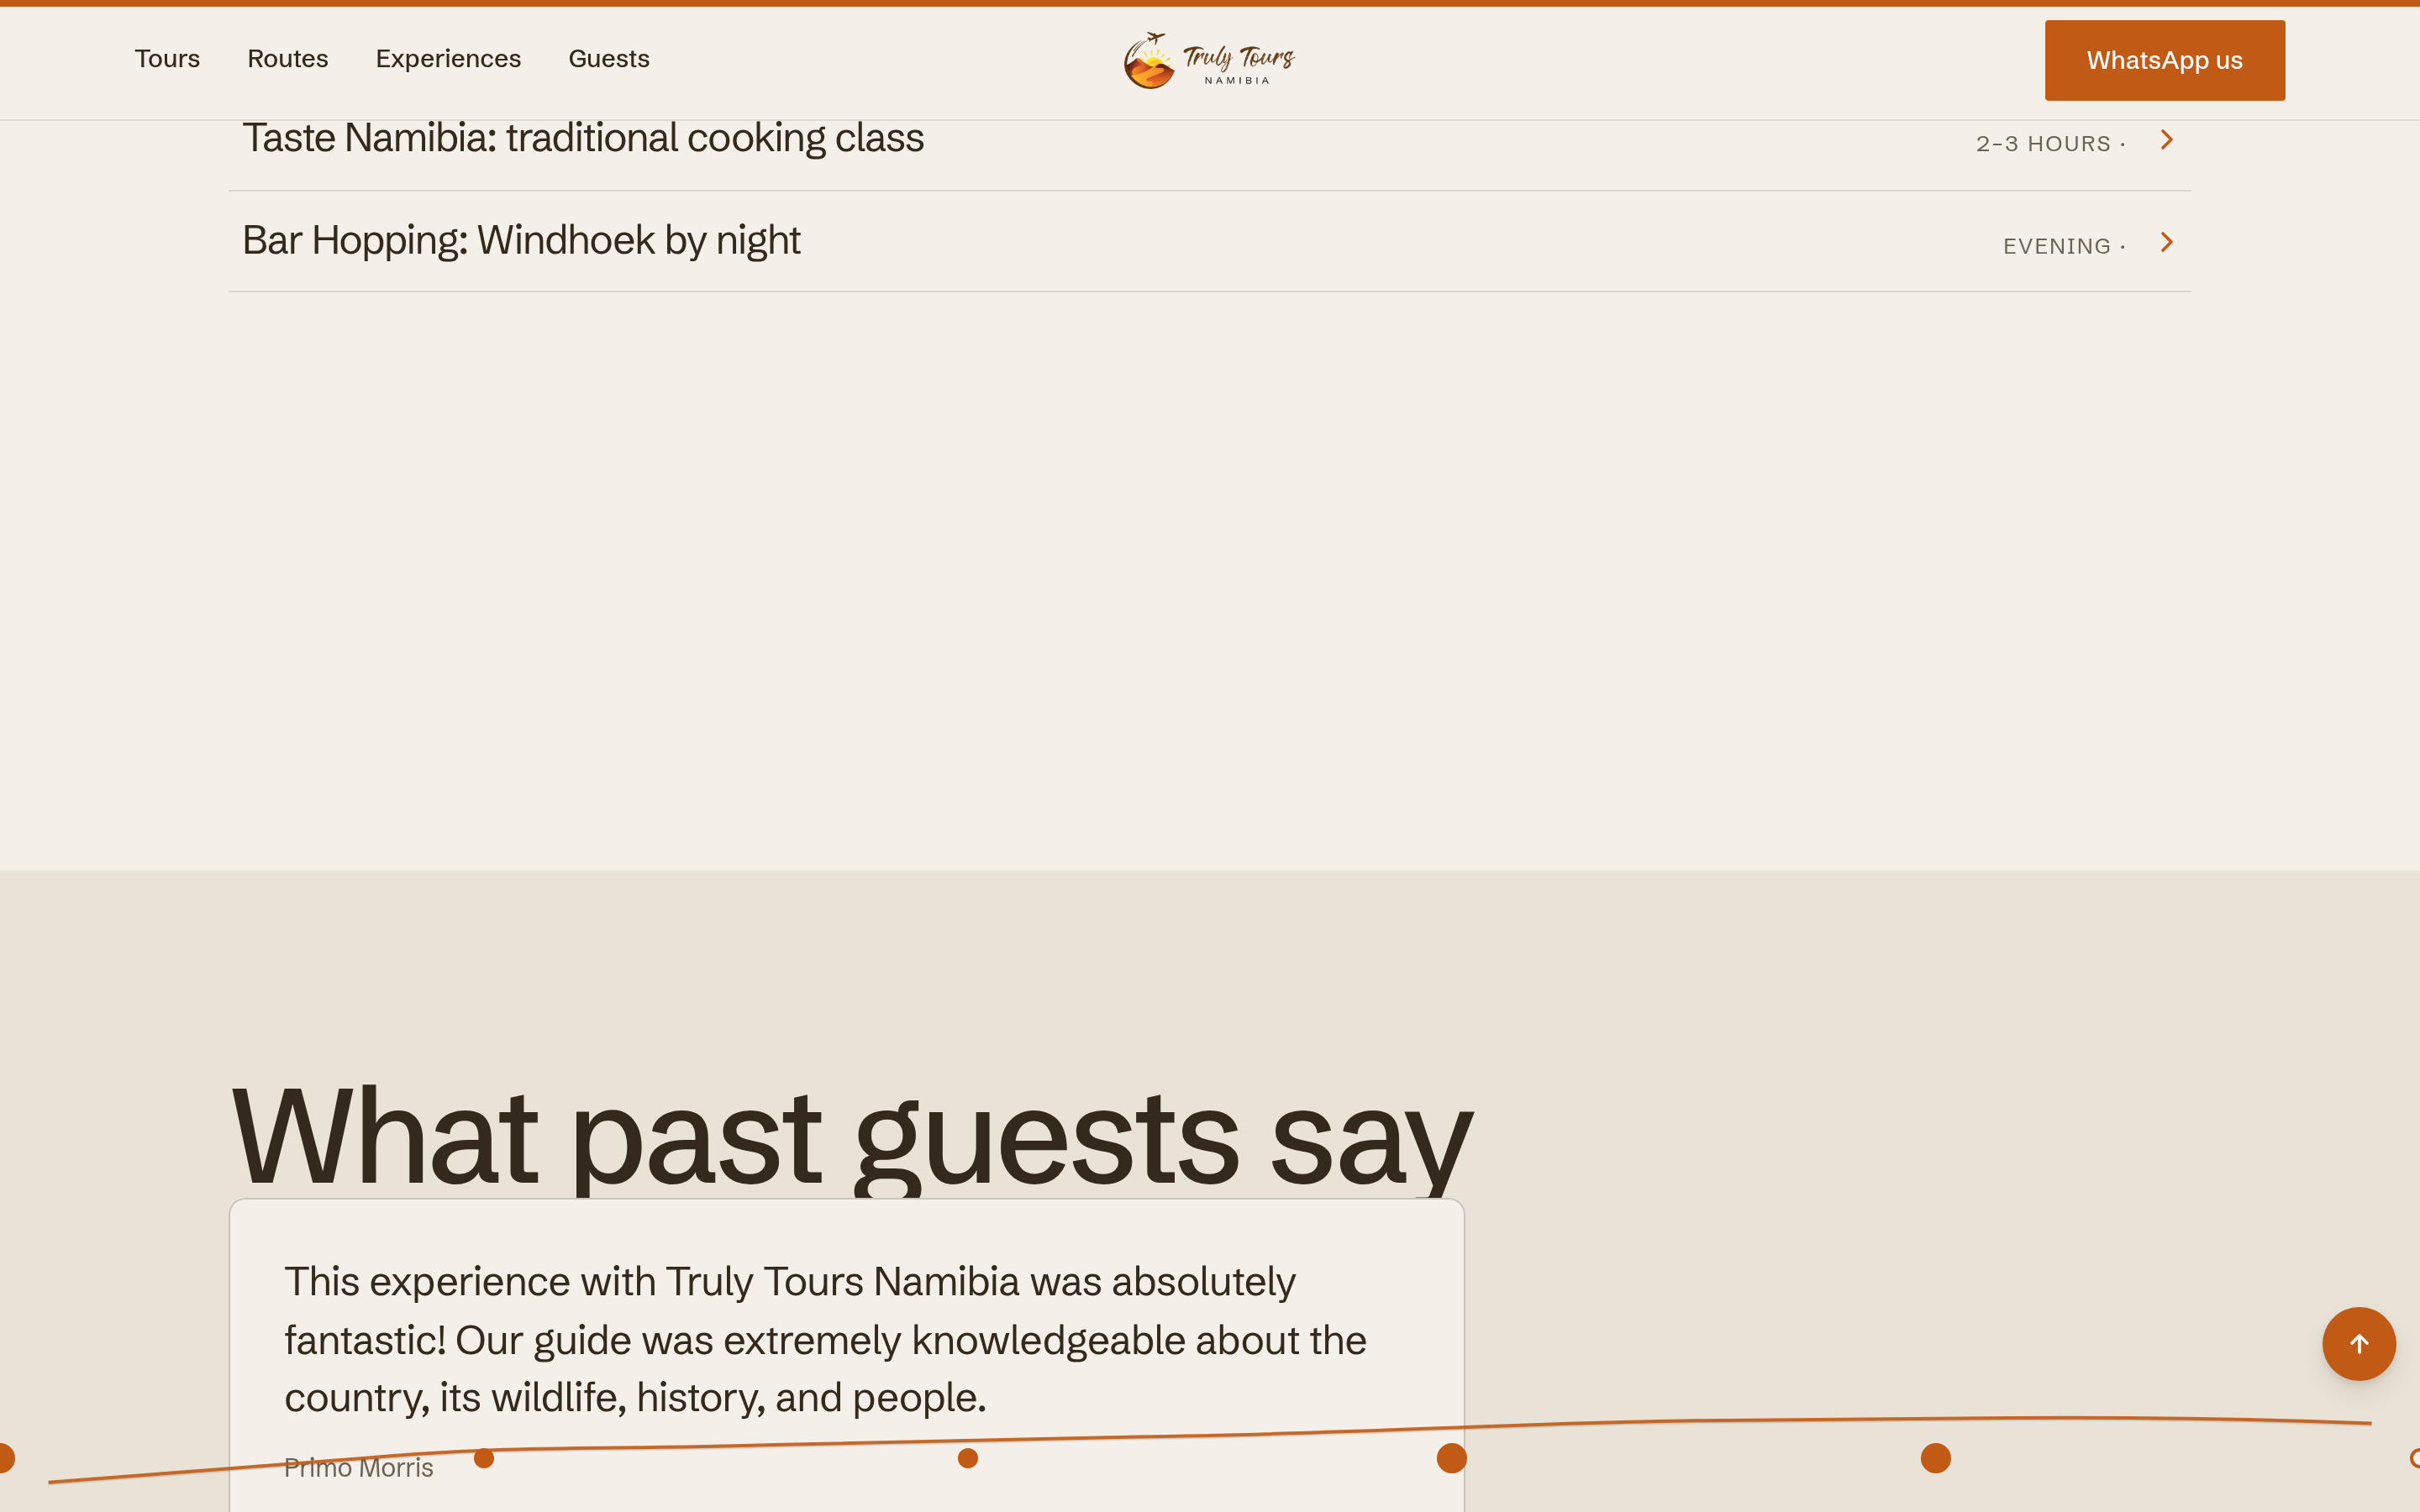 Tours Routes Experiences Guests
Truly Tours
NAMIBIA
WhatsApp us
Taste Namibia: traditional cooking class
2–3 HOURS ·
Bar Hopping: Windhoek by night
EVENING ·
What past guests say
This experience with Truly Tours Namibia was absolutely
fantastic! Our guide was extremely knowledgeable about the
country, its wildlife, history, and people.
Primo Morris